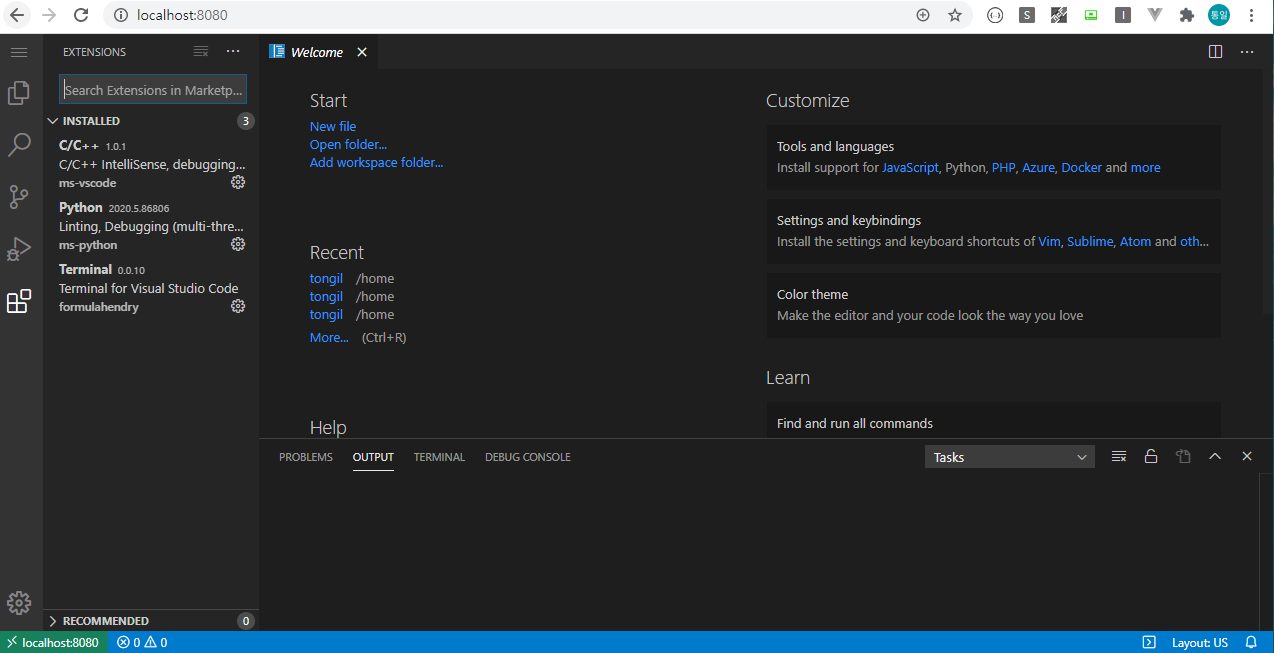 localhost:8080
S
I
통일
EXTENSIONS
Search Extensions in Marketp...
INSTALLED
3
C/C++ 1.0.1
C/C++ IntelliSense, debugging...
ms-vscode
Python 2020.5.86806
Linting, Debugging (multi-thre...
ms-python
Terminal 0.0.10
Terminal for Visual Studio Code
formulahendry
RECOMMENDED
0
Welcome
Start
New file
Open folder...
Add workspace folder...
Recent
tongil /home
tongil /home
tongil /home
More... (Ctrl+R)
Help
Customize
Tools and languages
Install support for JavaScript, Python, PHP, Azure, Docker and more
Settings and keybindings
Install the settings and keyboard shortcuts of Vim, Sublime, Atom and oth...
Color theme
Make the editor and your code look the way you love
Learn
Find and run all commands
PROBLEMS OUTPUT TERMINAL DEBUG CONSOLE
Tasks
localhost:8080 0 0
Layout: US